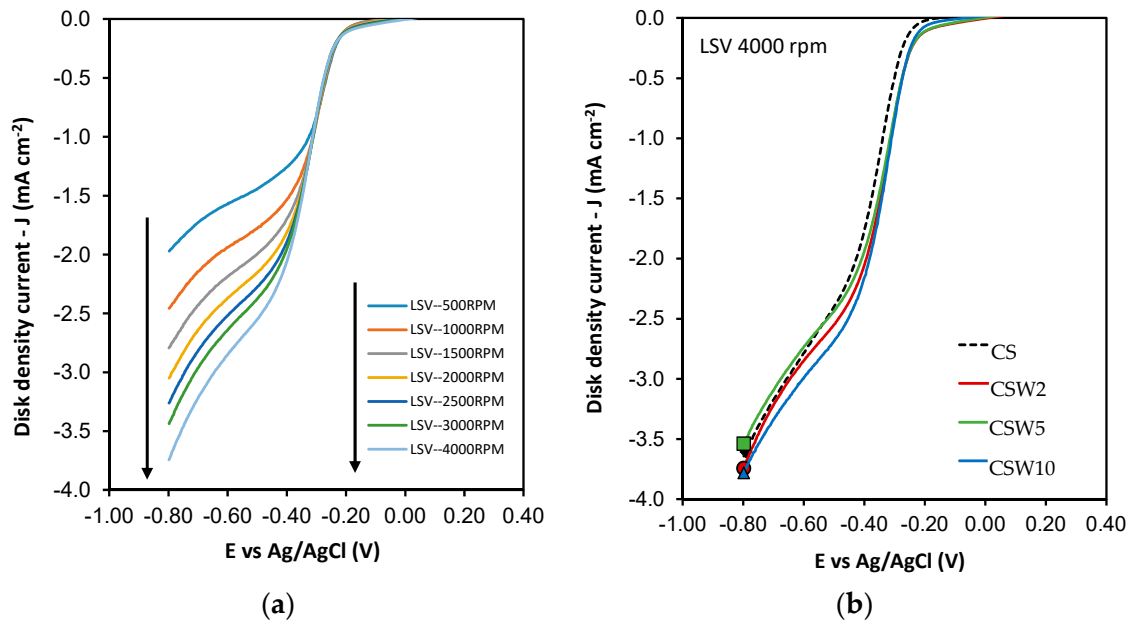 0.0
-0.5
-1.0
-1.5
-2.0
-2.5
-3.0
-3.5
-4.0
Disk density current - J (mA cm-2)
LSV--500RPM
LSV--1000RPM
LSV--1500RPM
LSV--2000RPM
LSV--2500RPM
LSV--3000RPM
LSV--4000RPM
-1.00 -0.80 -0.60 -0.40 -0.20 0.00 0.20 0.40
E vs Ag/AgCl (V)
(a)
0.0
-0.5
-1.0
-1.5
-2.0
-2.5
-3.0
-3.5
-4.0
Disk density current - J (mA cm-2)
LSV 4000 rpm
CS
CSW2
CSW5
CSW10
-1.00 -0.80 -0.60 -0.40 -0.20 0.00 0.20 0.40
E vs Ag/AgCl (V)
(b)